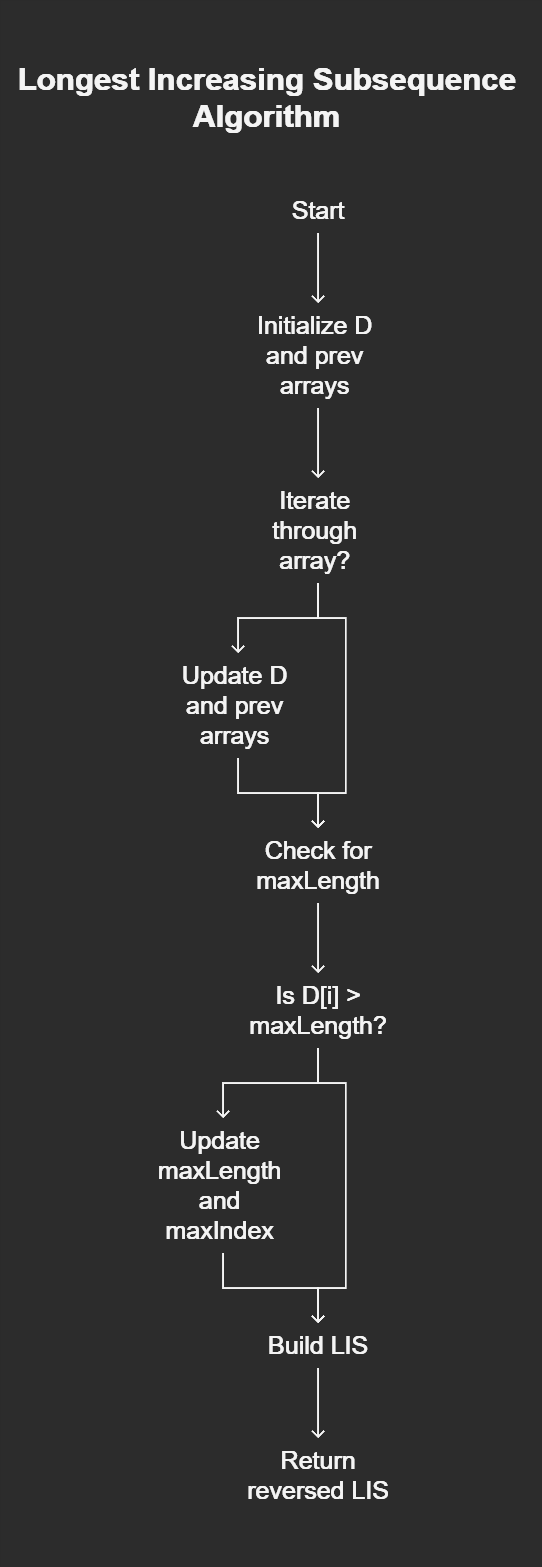 Longest Increasing Subsequence
Algorithm
Start
Initialize D
and prev
arrays
Iterate
through
array?
Update D
and prev
arrays
Check for
maxLength
Is D[i] >
maxLength?
Update
maxLength
and
maxIndex
Build LIS
Return
reversed LIS